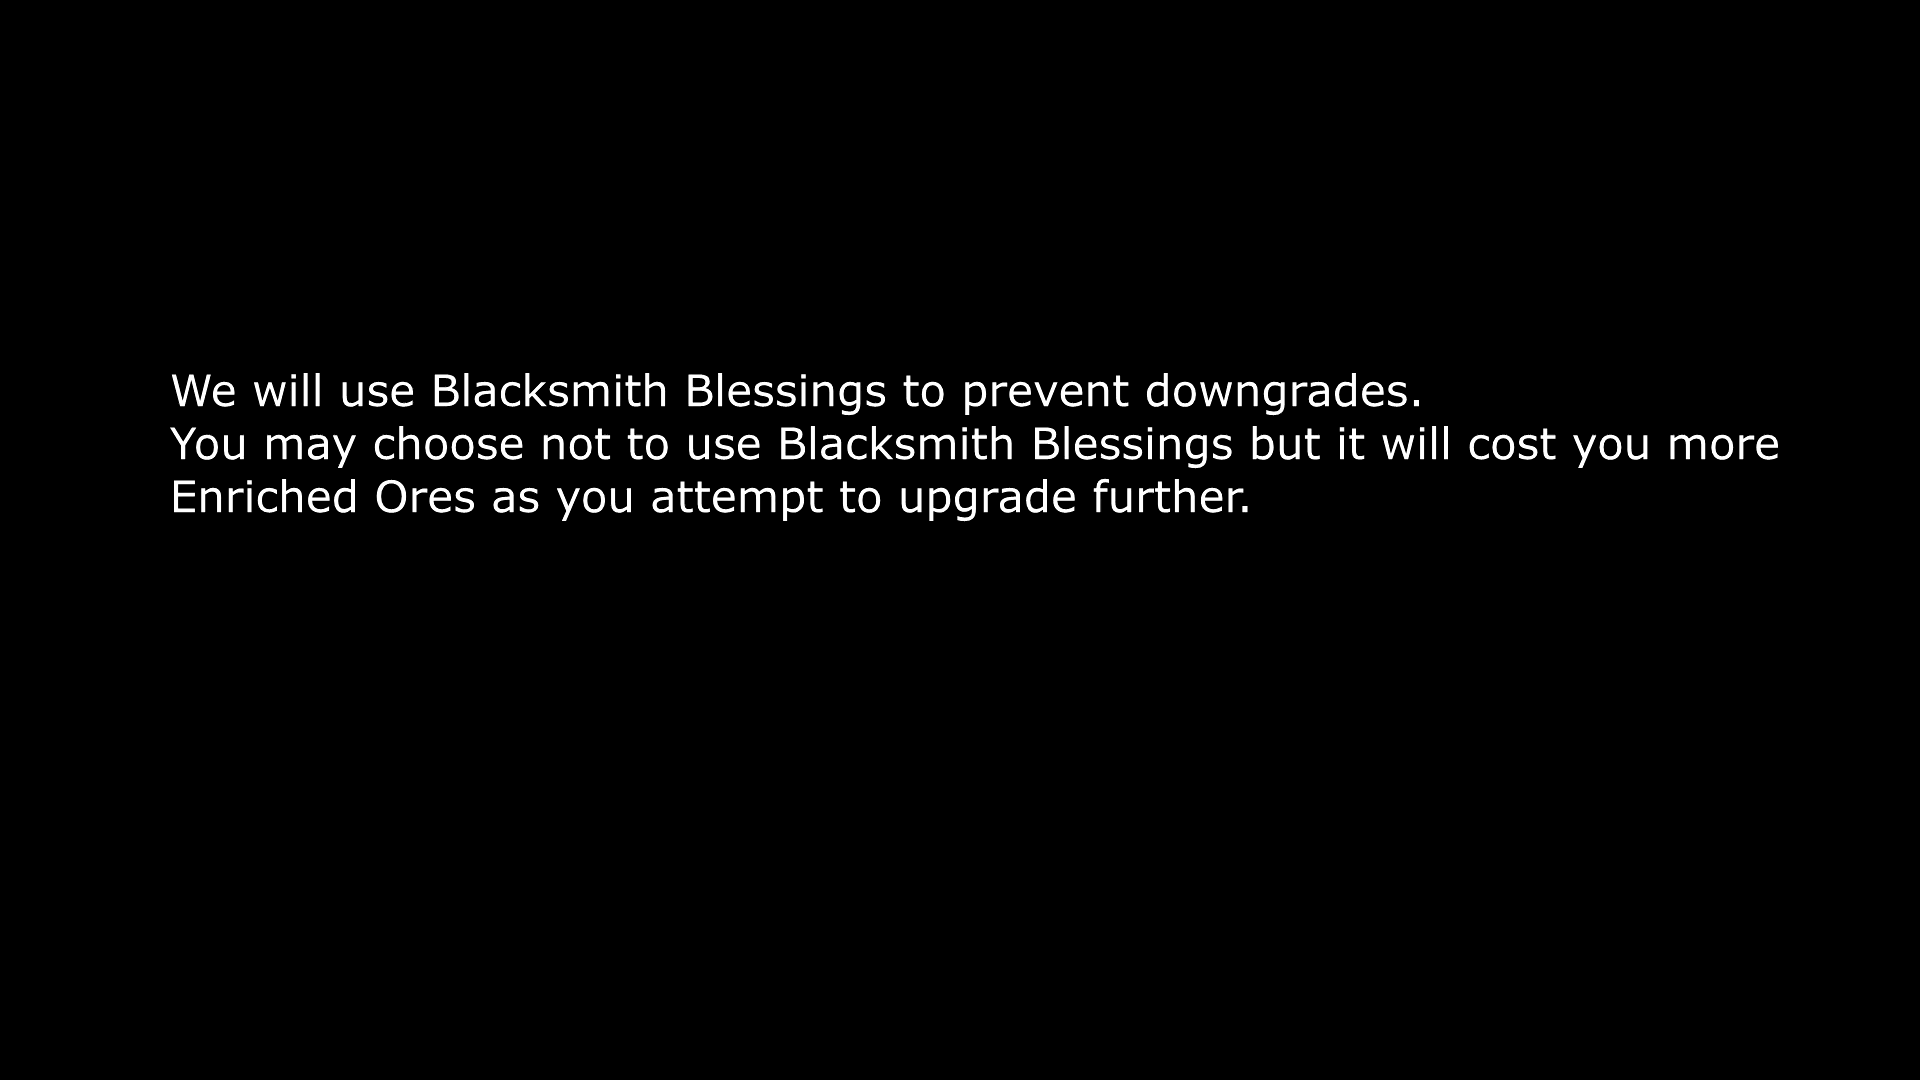 We will use Blacksmith Blessings to prevent downgrades.
You may choose not to use Blacksmith Blessings but it will cost you more
Enriched Ores as you attempt to upgrade further.